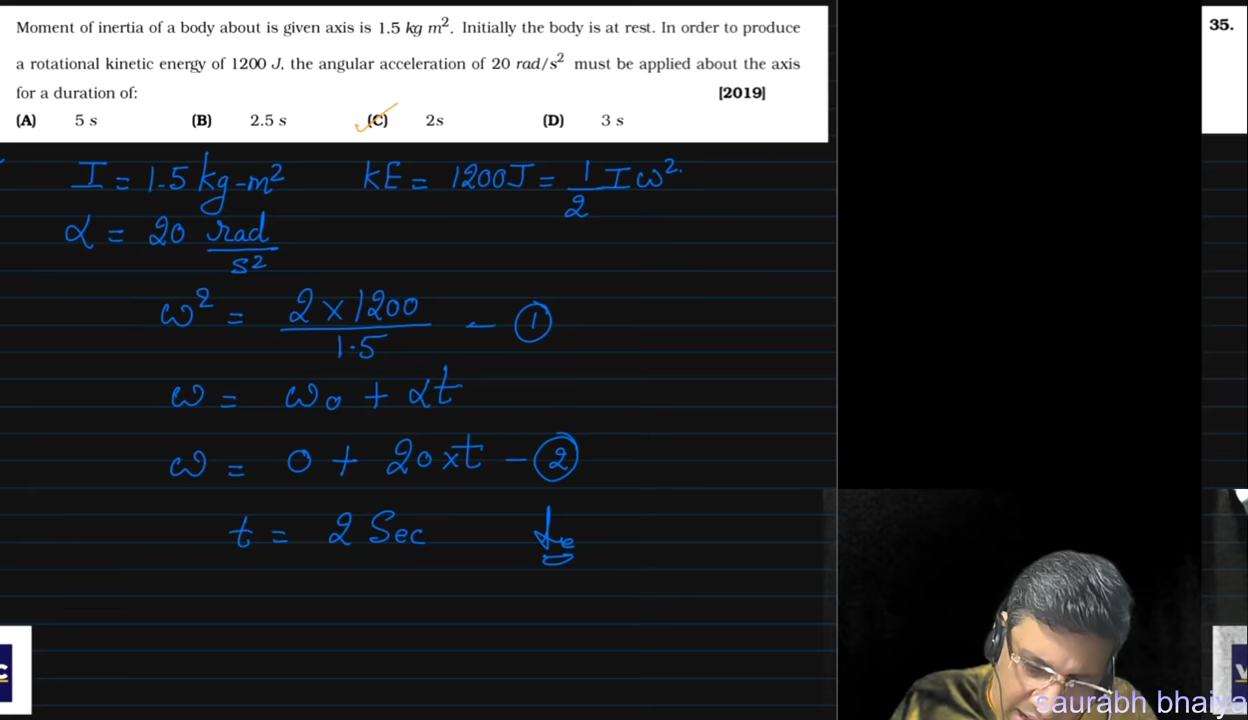 Moment of inertia of a body about is given axis is 1.5 kg m². Initially the body is at rest. In order to produce
a rotational kinetic energy of 1200 J, the angular acceleration of 20 rad/s² must be applied about the axis
for a duration of: [2019]
(A) 5 s (B) 2.5 s (C) 2s (D) 3 s
35.
I = 1.5 kg-m² KE = 1200J = 1/2 I ω²
α = 20 rad/s²
ω² = 2 × 1200 / 1.5 - ①
ω = ω₀ + αt
ω = 0 + 20×t - ②
t = 2 Sec
saurabh bhaiya